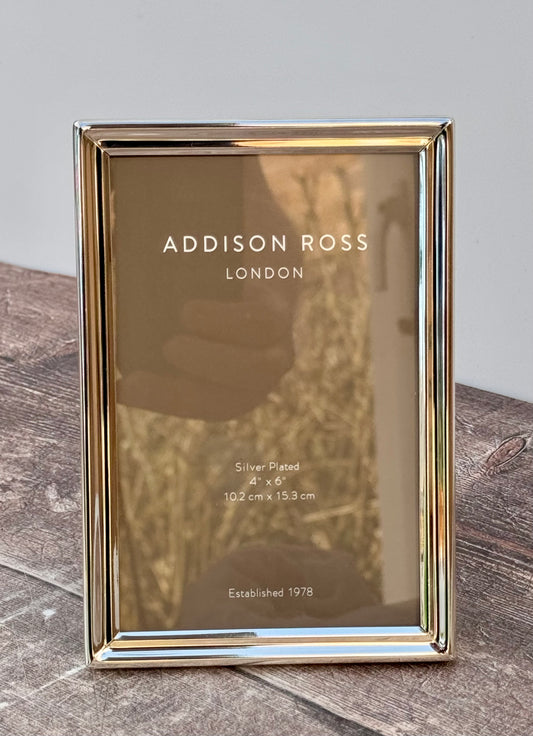 ADDISON ROSS
LONDON
Silver Plated
4" x 6"
10.2 cm x 15.3 cm
Established 1978